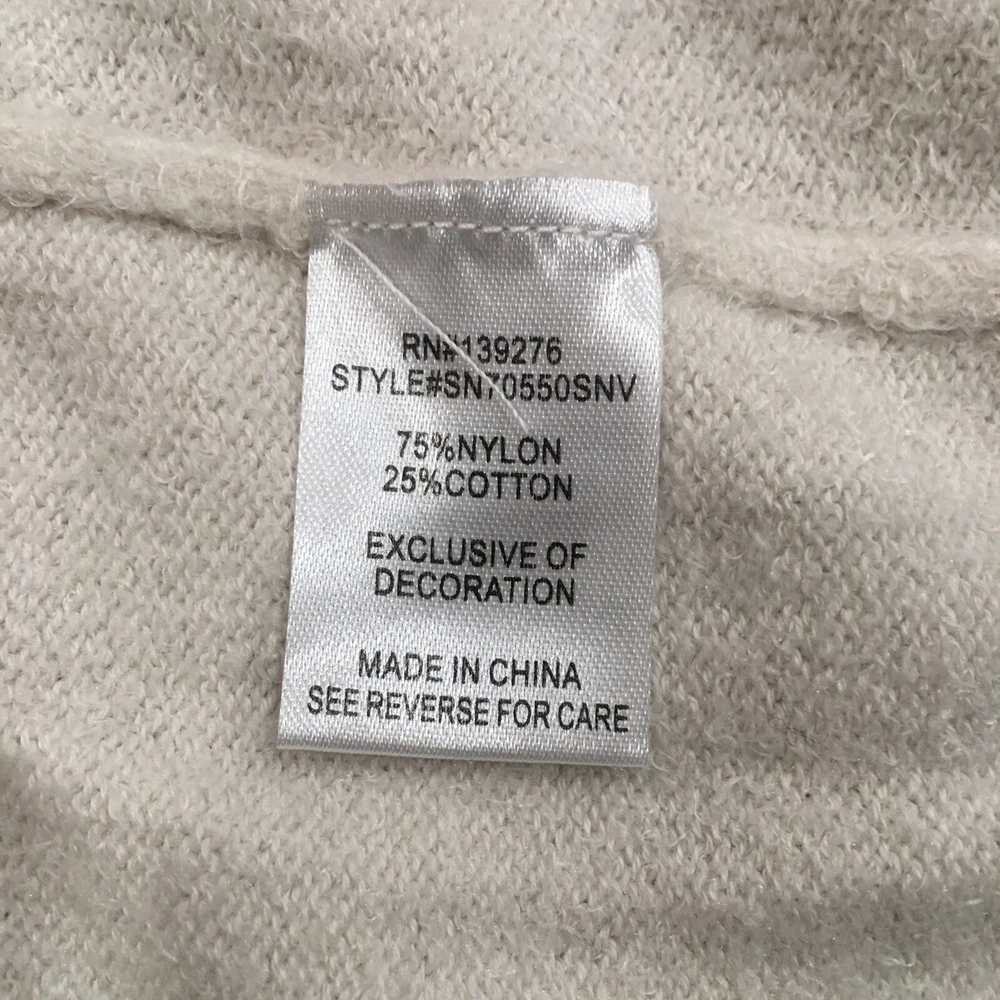 RN#139276
STYLE#SN70550SNV
75%NYLON
25%COTTON
EXCLUSIVE OF
DECORATION
MADE IN CHINA
SEE REVERSE FOR CARE